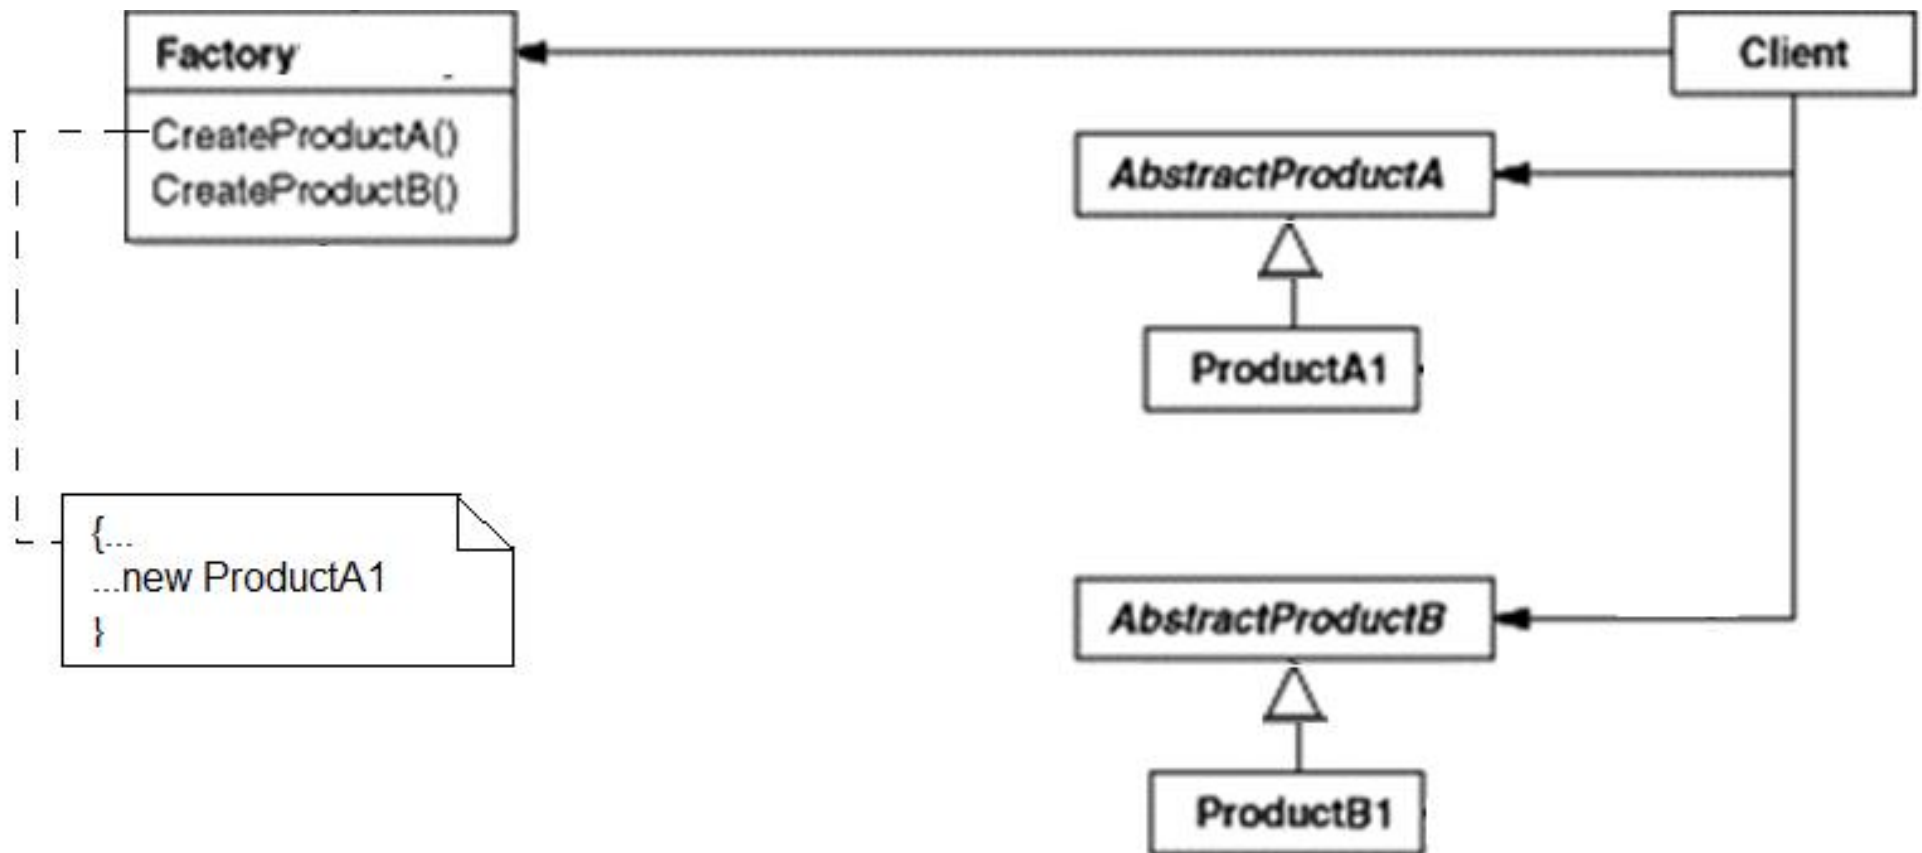 Factory
Client
CreateProductA()
CreateProductB()
AbstractProductA
ProductA1
{...
...new ProductA1
}
AbstractProductB
ProductB1